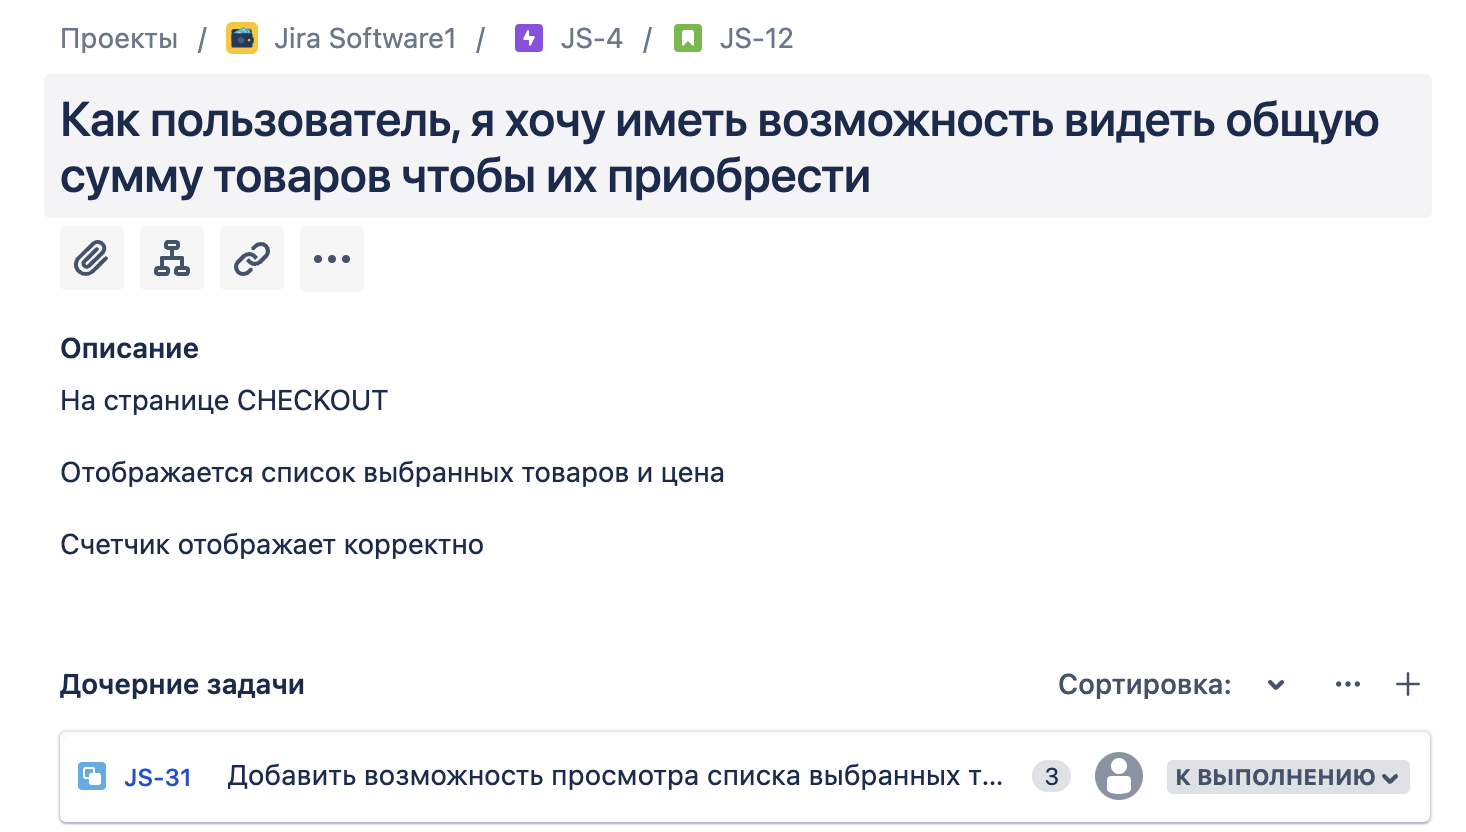 Проекты / Jira Software1 / JS-4 / JS-12
Как пользователь, я хочу иметь возможность видеть общую
сумму товаров чтобы их приобрести
Описание
На странице CHECKOUT
Отображается список выбранных товаров и цена
Счетчик отображает корректно
Дочерние задачи Сортировка:
JS-31 Добавить возможность просмотра списка выбранных т... 3 К ВЫПОЛНЕНИЮ